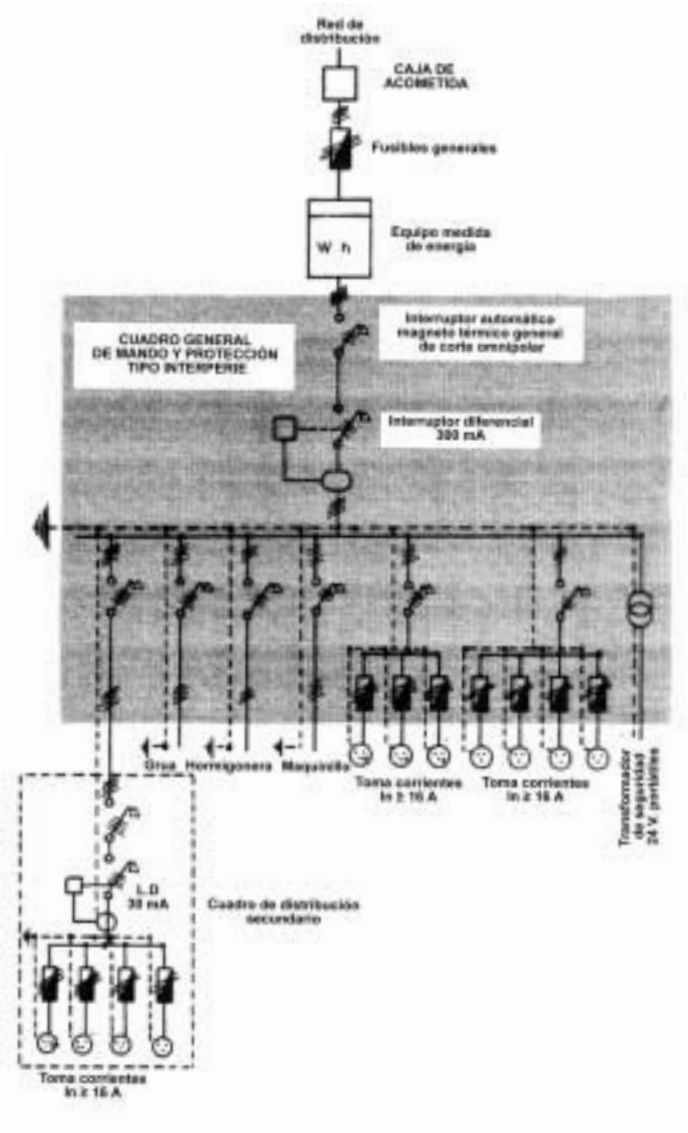 Red de
distribución
CAJA DE
ACOMETIDA
Fusibles generales
Equipo medida
de energía
W h
CUADRO GENERAL
DE MANDO Y PROTECCIÓN
TIPO INTERPERIE
Interruptor automático
magneto térmico general
de corte omnipolar
Interruptor diferencial
300 mA
Grua Hormigonera Maquinilla
Toma corrientes
In ≥ 16 A
Toma corrientes
In ≥ 16 A
Transformador
de seguridad
24 V. portátiles
I.D
30 mA
Cuadro de distribución
secundario
Toma corrientes
In ≥ 16 A